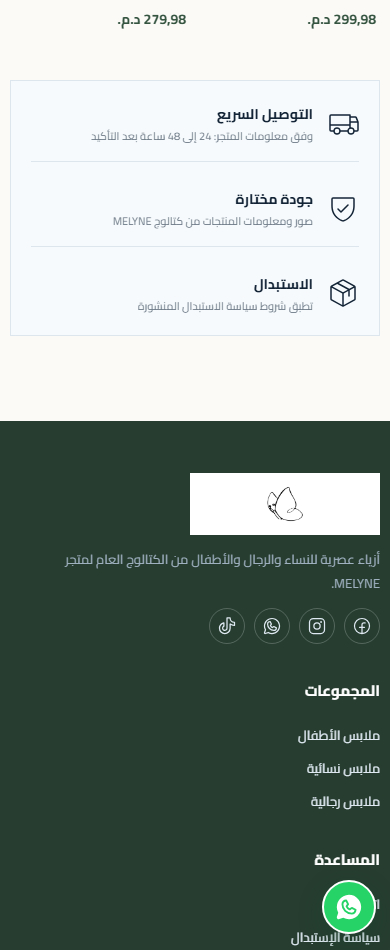 299,98 د.م.
279,98 د.م.
التوصيل السريع
وفق معلومات المتجر: 24 إلى 48 ساعة بعد التأكيد
جودة مختارة
صور ومعلومات المنتجات من كتالوج MELYNE
الاستبدال
تطبق شروط سياسة الاستبدال المنشورة
أزياء عصرية للنساء والرجال والأطفال من الكتالوج العام لمتجر
MELYNE.
المجموعات
ملابس الأطفال
ملابس نسائية
ملابس رجالية
المساعدة
سياسة الإستبدال